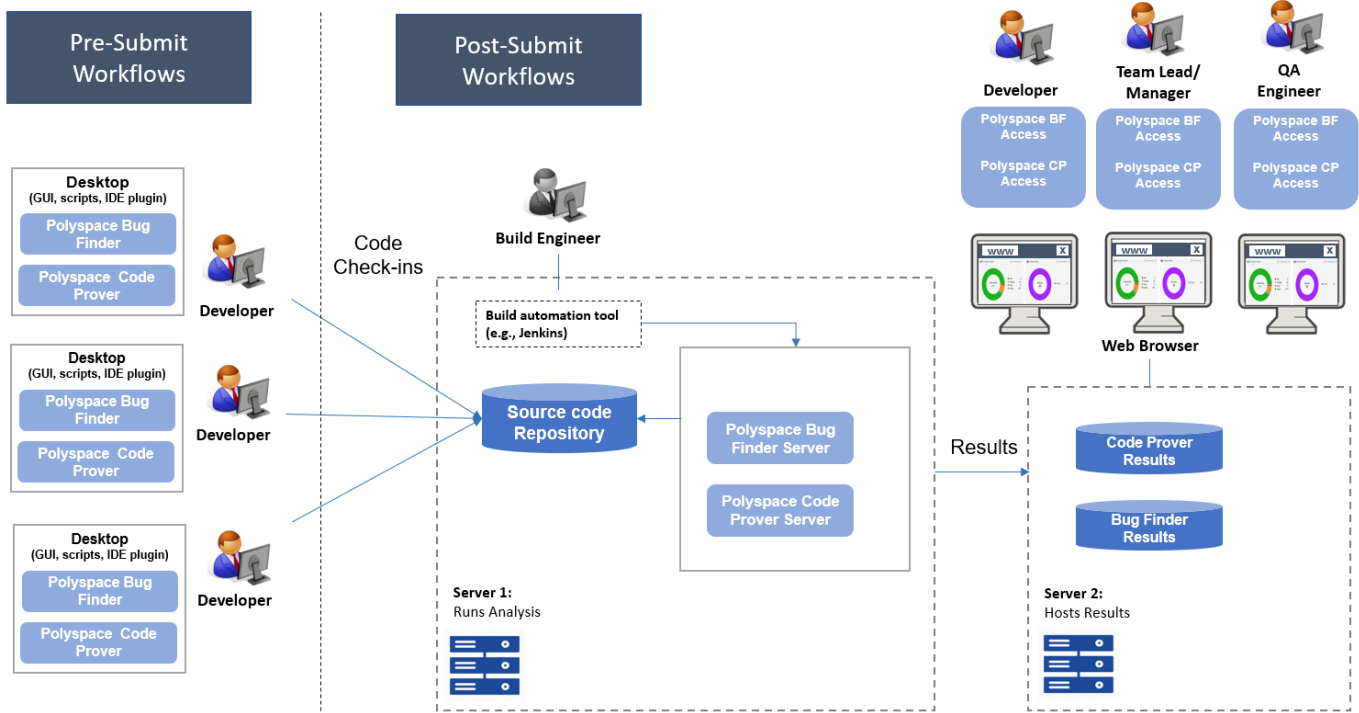 Pre-Submit
Workflows
Post-Submit
Workflows
Desktop
(GUI, scripts, IDE plugin)
Polyspace Bug
Finder
Polyspace Code
Prover
Developer
Desktop
(GUI, scripts, IDE plugin)
Polyspace Bug
Finder
Polyspace Code
Prover
Developer
Desktop
(GUI, scripts, IDE plugin)
Polyspace Bug
Finder
Polyspace Code
Prover
Developer
Code
Check-ins
Build Engineer
Build automation tool
(e.g., Jenkins)
Source code
Repository
Polyspace Bug
Finder Server
Polyspace Code
Prover Server
Server 1:
Runs Analysis
Results
Developer
Polyspace BF
Access
Polyspace CP
Access
Team Lead/
Manager
Polyspace BF
Access
Polyspace CP
Access
QA
Engineer
Polyspace BF
Access
Polyspace CP
Access
www X
www X
www X
Web Browser
Code Prover
Results
Bug Finder
Results
Server 2:
Hosts Results